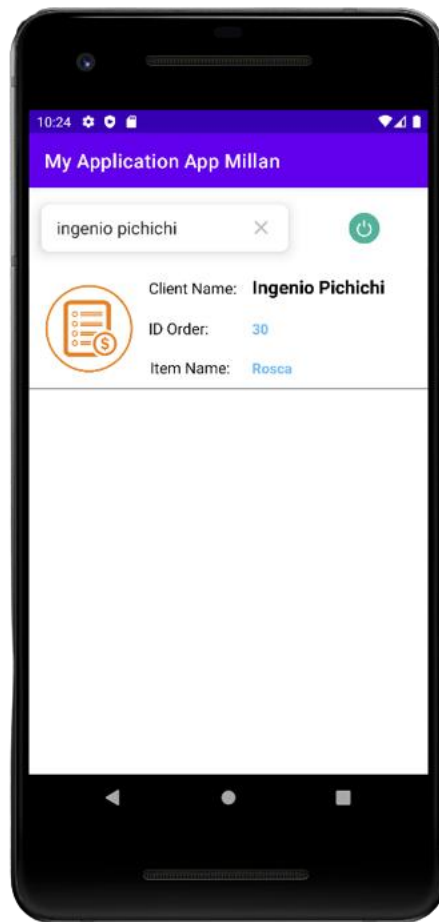 10:24
My Application App Millan
ingenio pichichi
Client Name: Ingenio Pichichi
ID Order: 30
Item Name: Rosca